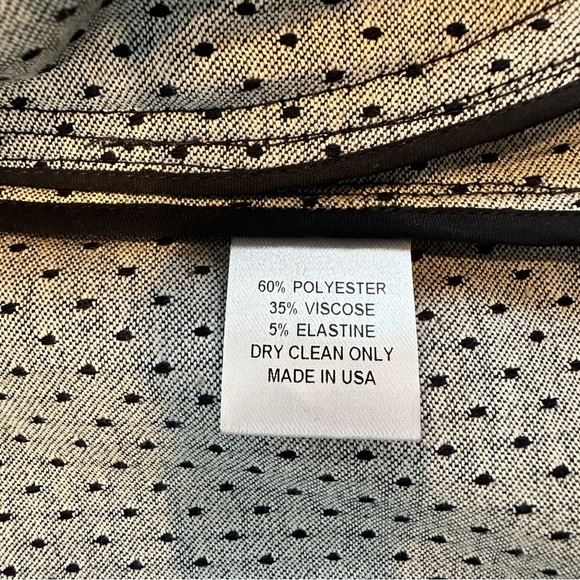 60% POLYESTER
35% VISCOSE
5% ELASTINE
DRY CLEAN ONLY
MADE IN USA